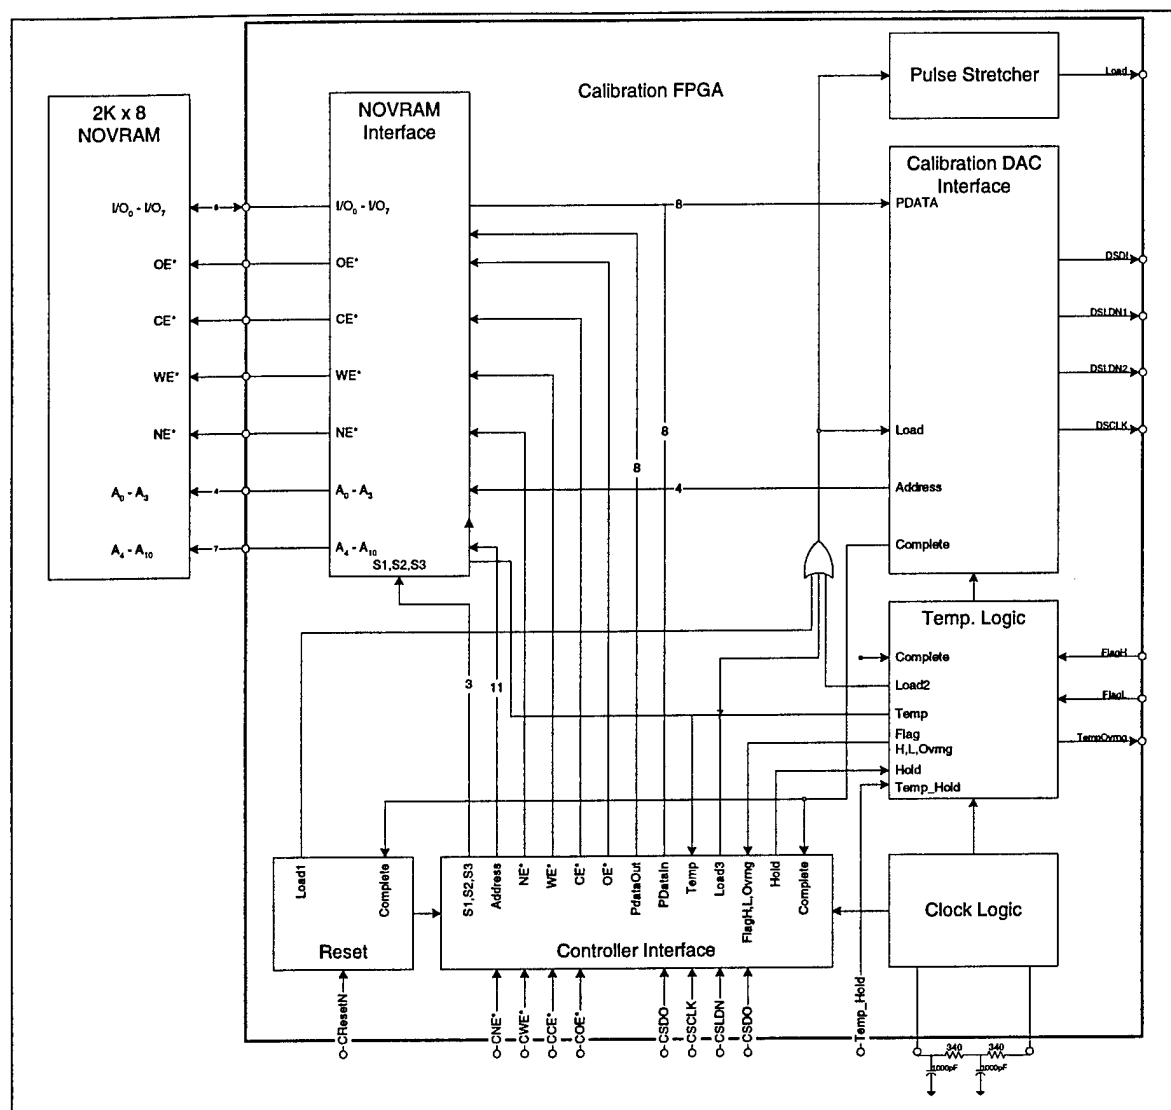 Calibration FPGA
Pulse Stretcher
Load
2K x 8
NOVRAM
I/O0 - I/O7
OE*
CE*
WE*
NE*
A0 - A3
A4 - A10
8
4
7
NOVRAM
Interface
I/O0 - I/O7
OE*
CE*
WE*
NE*
A0 - A3
A4 - A10
S1,S2,S3
8
8
8
4
3
11
Calibration DAC
Interface
PDATA
Load
Address
Complete
DSDI
DSLDN1
DSLDN2
DSCLK
Temp. Logic
Complete
Load2
Temp
Flag
H,L,Ovrng
Hold
Temp_Hold
FlagH
FlagL
TempOvrng
Load1
Complete
Reset
CResetN
S1,S2,S3
Address
NE*
WE*
CE*
OE*
PdataOut
PDataIn
Temp
Load3
FlagH,L,Ovrng
Hold
Complete
Controller Interface
CNE*
CWE*
CCE*
COE*
CSDO
CSCLK
CSLDN
CSDO
Temp_Hold
Clock Logic
340
340
1000pF
1000pF